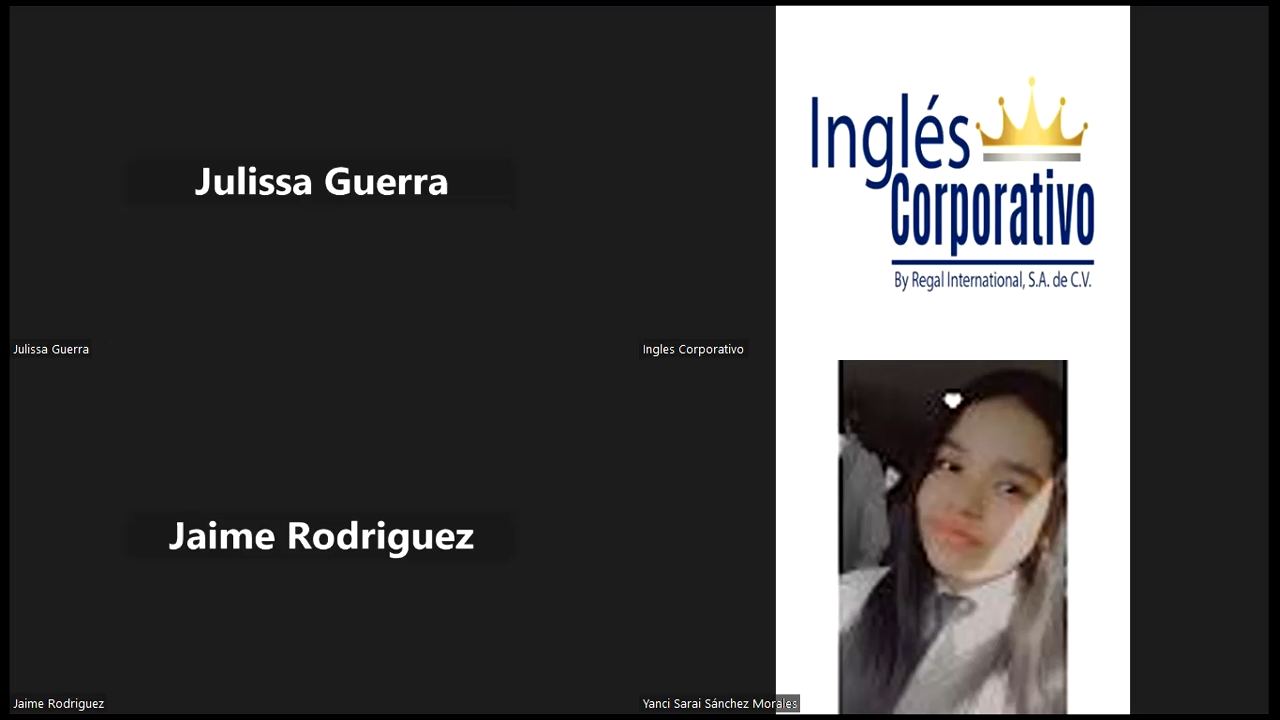 Julissa Guerra
Julissa Guerra
Inglés
Corporativo
By Regal International, S.A. de C.V.
Ingles Corporativo
Jaime Rodriguez
Jaime Rodriguez
Yanci Sarai Sánchez Morales